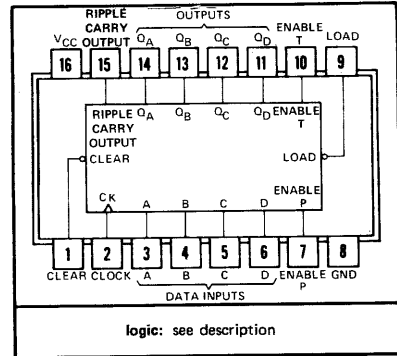 RIPPLE CARRY OUTPUT
OUTPUTS
VCC
QA QB QC QD
ENABLE T
LOAD
16 15 14 13 12 11 10 9
RIPPLE CARRY OUTPUT
QA QB QC QD
ENABLE T
CLEAR
LOAD
CK A B C D
ENABLE P
1 2 3 4 5 6 7 8
CLEAR CLOCK A B C D ENABLE P GND
DATA INPUTS
logic: see description